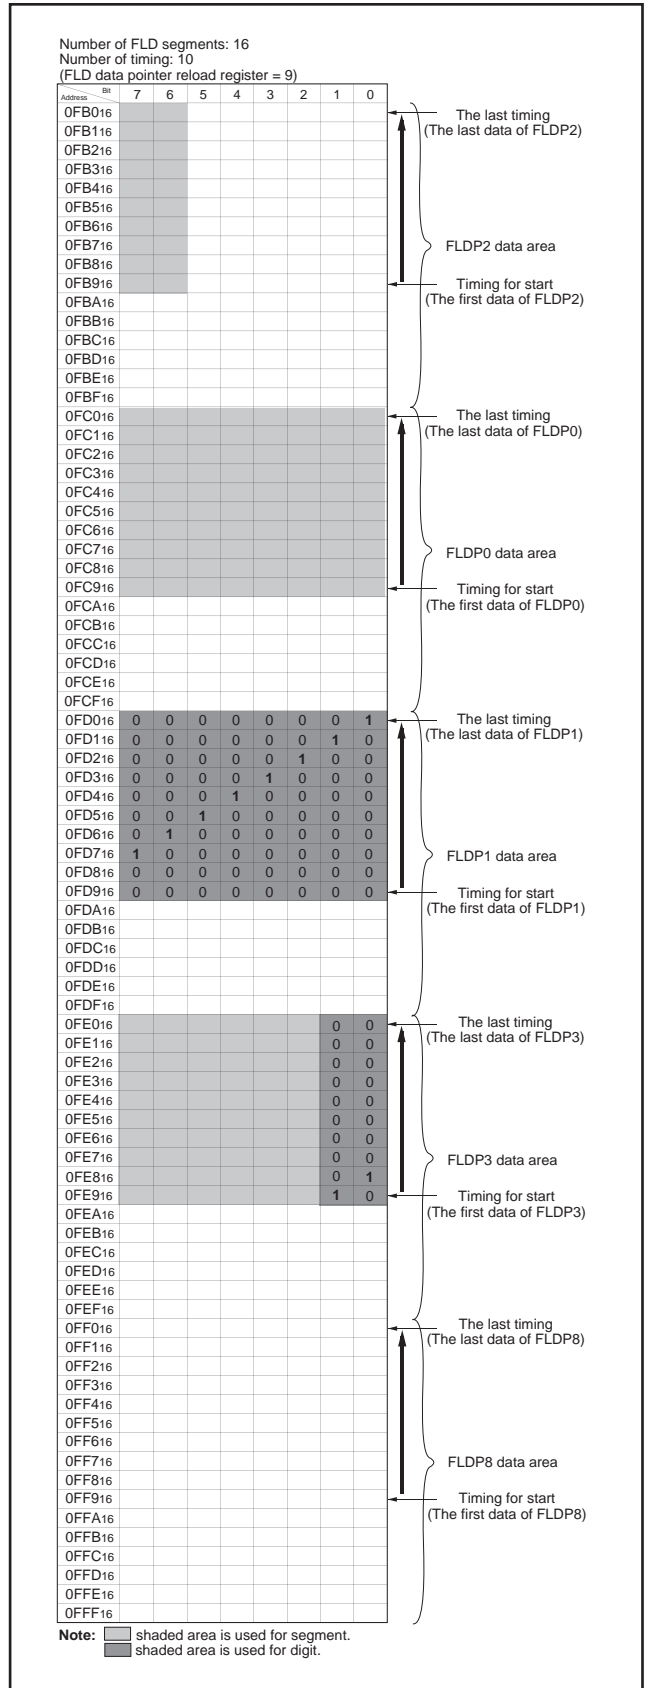 Number of FLD segments: 16
Number of timing: 10
(FLD data pointer reload register = 9)
Bit
Address 7 6 5 4 3 2 1 0
0FB016 The last timing
0FB116 (The last data of FLDP2)
0FB216
0FB316
0FB416
0FB516
0FB616
0FB716 FLDP2 data area
0FB816
0FB916 Timing for start
0FBA16 (The first data of FLDP2)
0FBB16
0FBC16
0FBD16
0FBE16
0FBF16
0FC016 The last timing
0FC116 (The last data of FLDP0)
0FC216
0FC316
0FC416
0FC516
0FC616
0FC716 FLDP0 data area
0FC816
0FC916 Timing for start
0FCA16 (The first data of FLDP0)
0FCB16
0FCC16
0FCD16
0FCE16
0FCF16
0FD016 0 0 0 0 0 0 0 1 The last timing
0FD116 0 0 0 0 0 0 1 0 (The last data of FLDP1)
0FD216 0 0 0 0 0 1 0 0
0FD316 0 0 0 0 1 0 0 0
0FD416 0 0 0 1 0 0 0 0
0FD516 0 0 1 0 0 0 0 0
0FD616 0 1 0 0 0 0 0 0
0FD716 1 0 0 0 0 0 0 0 FLDP1 data area
0FD816 0 0 0 0 0 0 0 0
0FD916 0 0 0 0 0 0 0 0 Timing for start
0FDA16 (The first data of FLDP1)
0FDB16
0FDC16
0FDD16
0FDE16
0FDF16
0FE016 0 0 The last timing
0FE116 0 0 (The last data of FLDP3)
0FE216 0 0
0FE316 0 0
0FE416 0 0
0FE516 0 0
0FE616 0 0
0FE716 0 0 FLDP3 data area
0FE816 0 1
0FE916 1 0 Timing for start
0FEA16 (The first data of FLDP3)
0FEB16
0FEC16
0FED16
0FEE16
0FEF16
0FF016 The last timing
0FF116 (The last data of FLDP8)
0FF216
0FF316
0FF416
0FF516
0FF616
0FF716 FLDP8 data area
0FF816
0FF916 Timing for start
0FFA16 (The first data of FLDP8)
0FFB16
0FFC16
0FFD16
0FFE16
0FFF16
Note: shaded area is used for segment.
shaded area is used for digit.